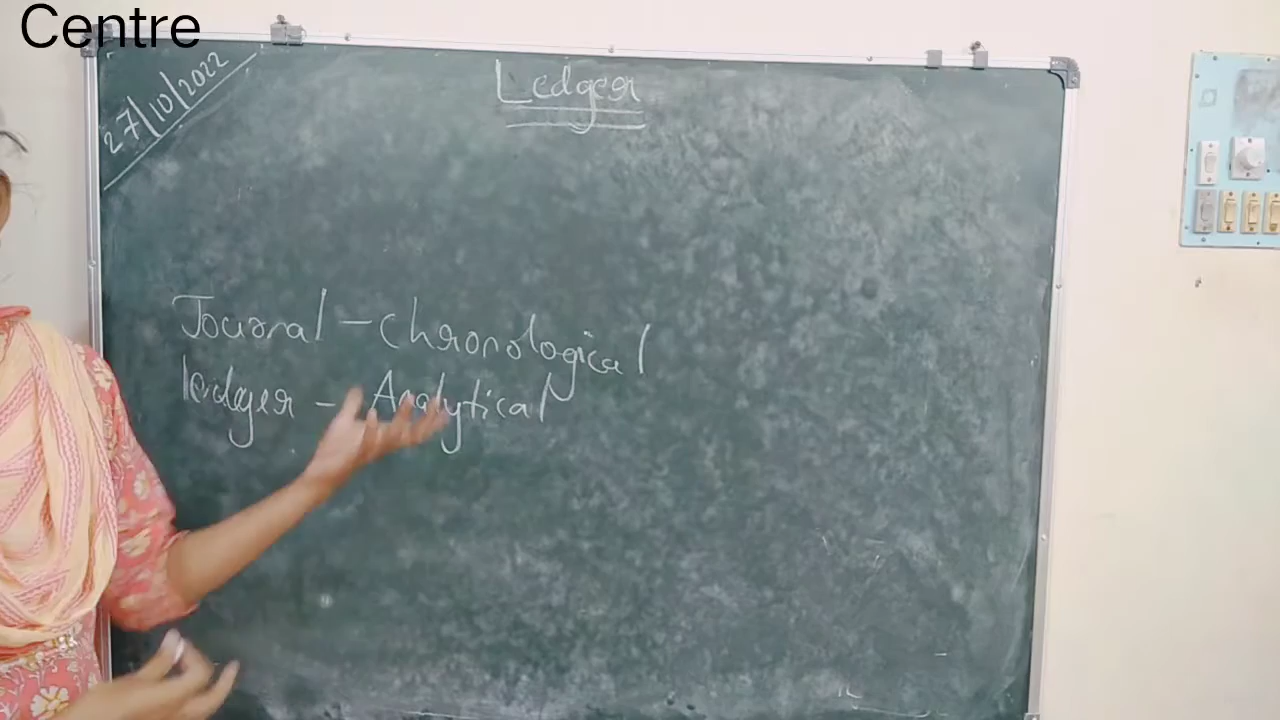 Centre
27/10/2022
Ledger
Journal - Chronological
ledger - Analytical